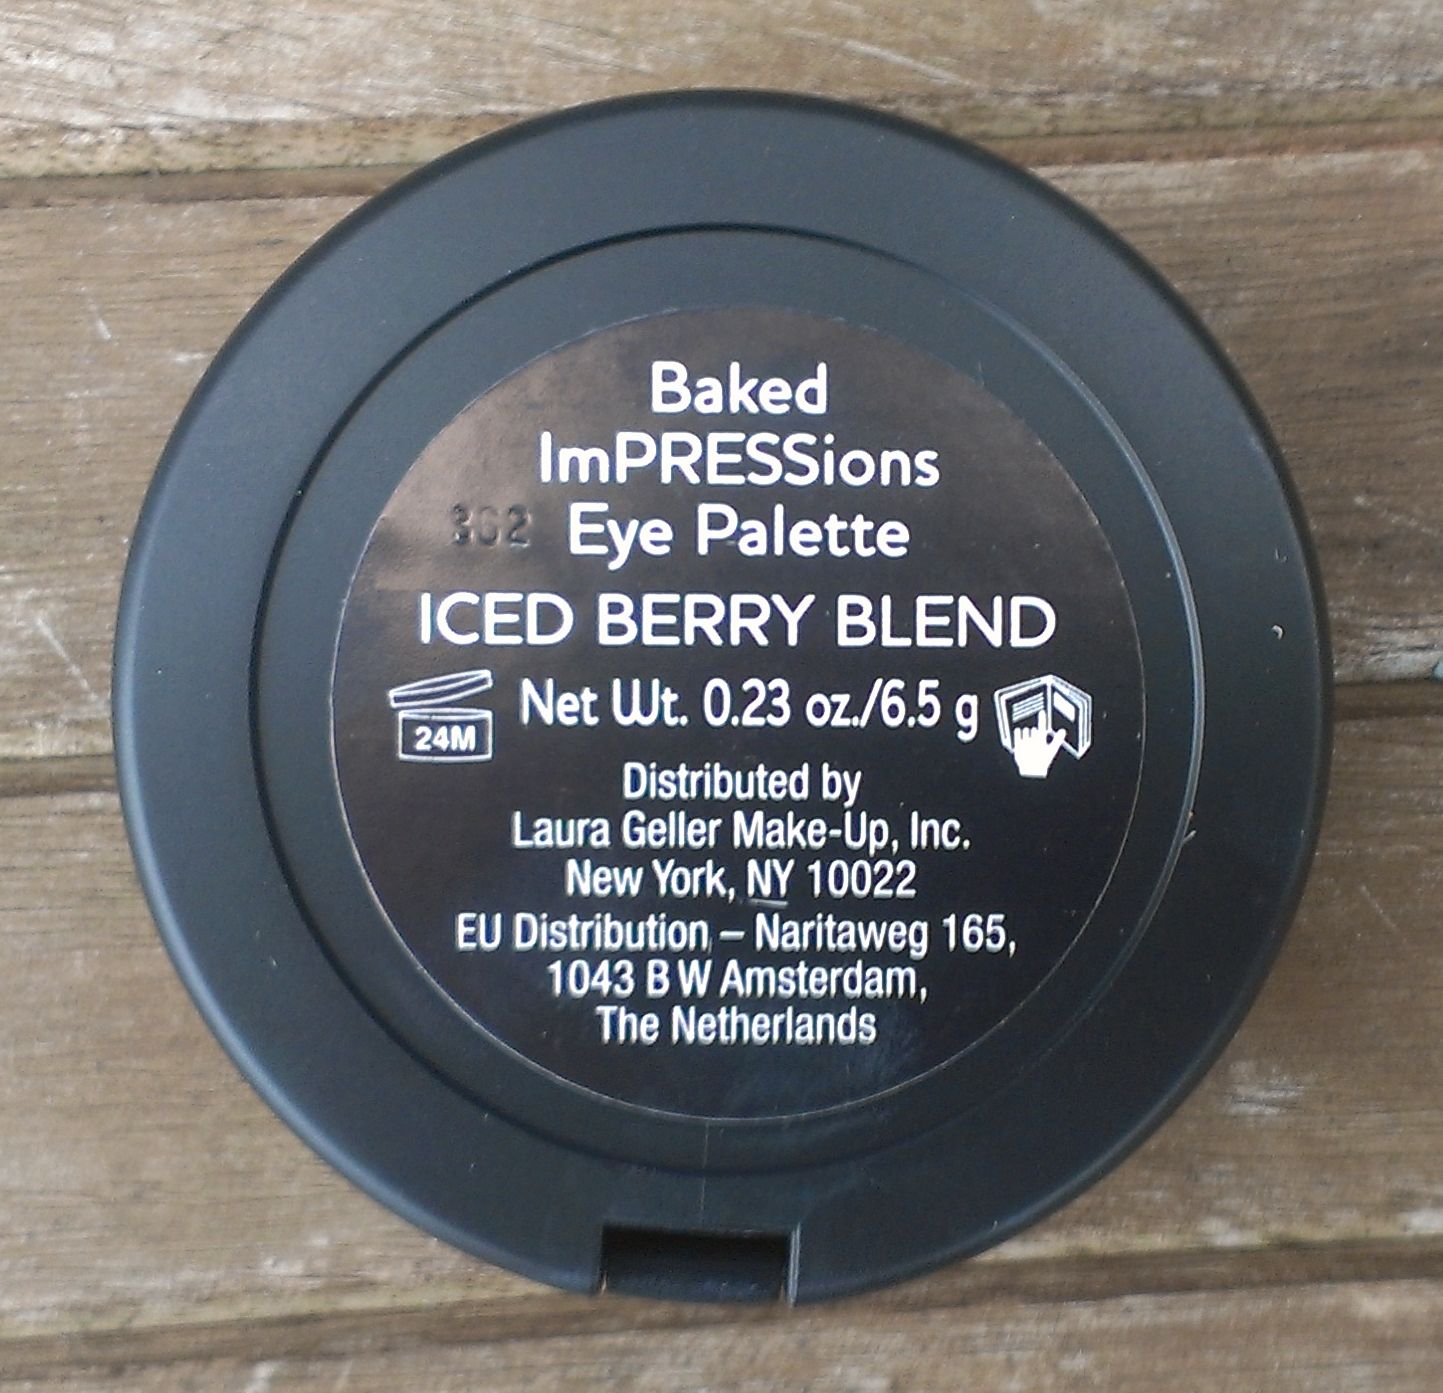 Baked
ImPRESSions
Eye Palette
ICED BERRY BLEND
24M
Net Wt. 0.23 oz./6.5 g
Distributed by
Laura Geller Make-Up, Inc.
New York, NY 10022
EU Distribution – Naritaweg 165,
1043 B W Amsterdam,
The Netherlands